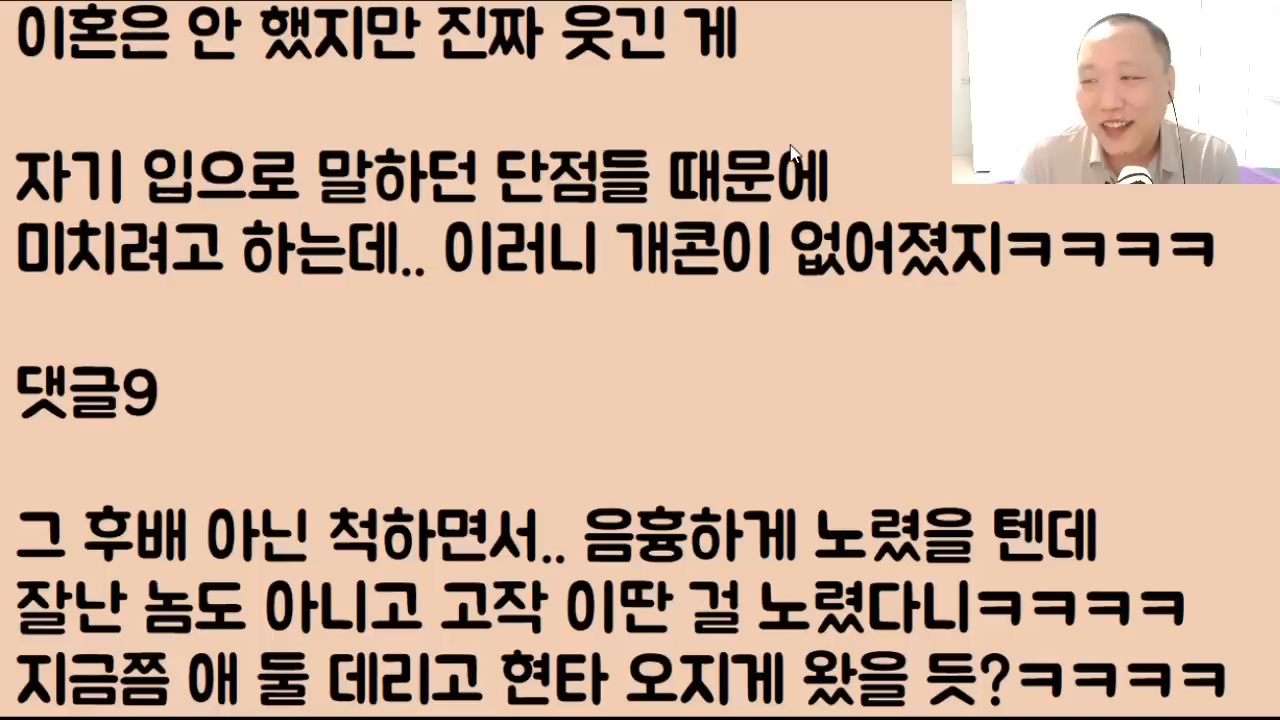 이혼은 안 했지만 진짜 웃긴 게
자기 입으로 말하던 단점들 때문에
미치려고 하는데.. 이러니 개콘이 없어졌지ㅋㅋㅋㅋ
댓글9
그 후배 아닌 척하면서.. 음흉하게 노렸을 텐데
잘난 놈도 아니고 고작 이딴 걸 노렸다니ㅋㅋㅋㅋ
지금쯤 애 둘 데리고 현타 오지게 왔을 듯?ㅋㅋㅋㅋ